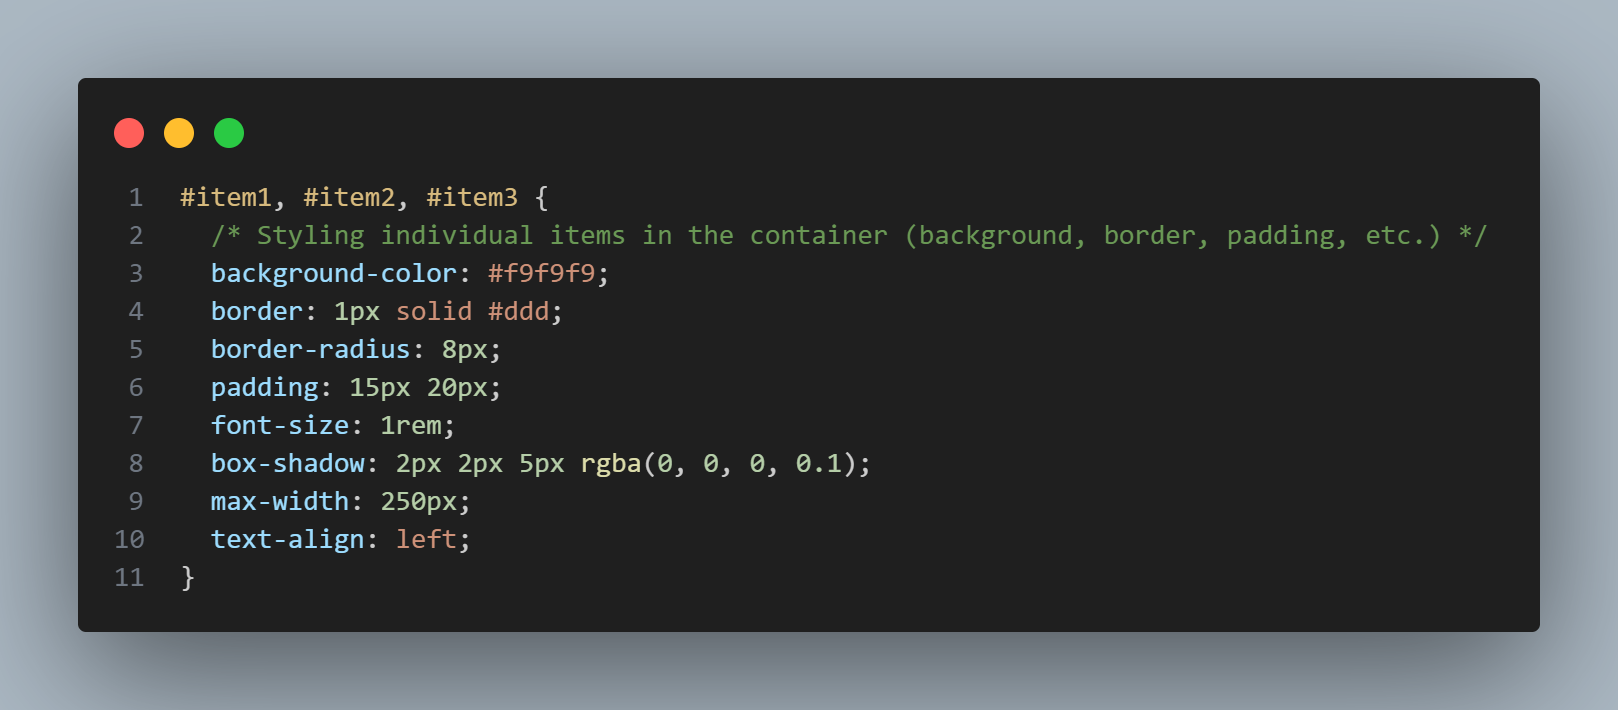 1 #item1, #item2, #item3 {
2   /* Styling individual items in the container (background, border, padding, etc.) */
3   background-color: #f9f9f9;
4   border: 1px solid #ddd;
5   border-radius: 8px;
6   padding: 15px 20px;
7   font-size: 1rem;
8   box-shadow: 2px 2px 5px rgba(0, 0, 0, 0.1);
9   max-width: 250px;
10   text-align: left;
11 }